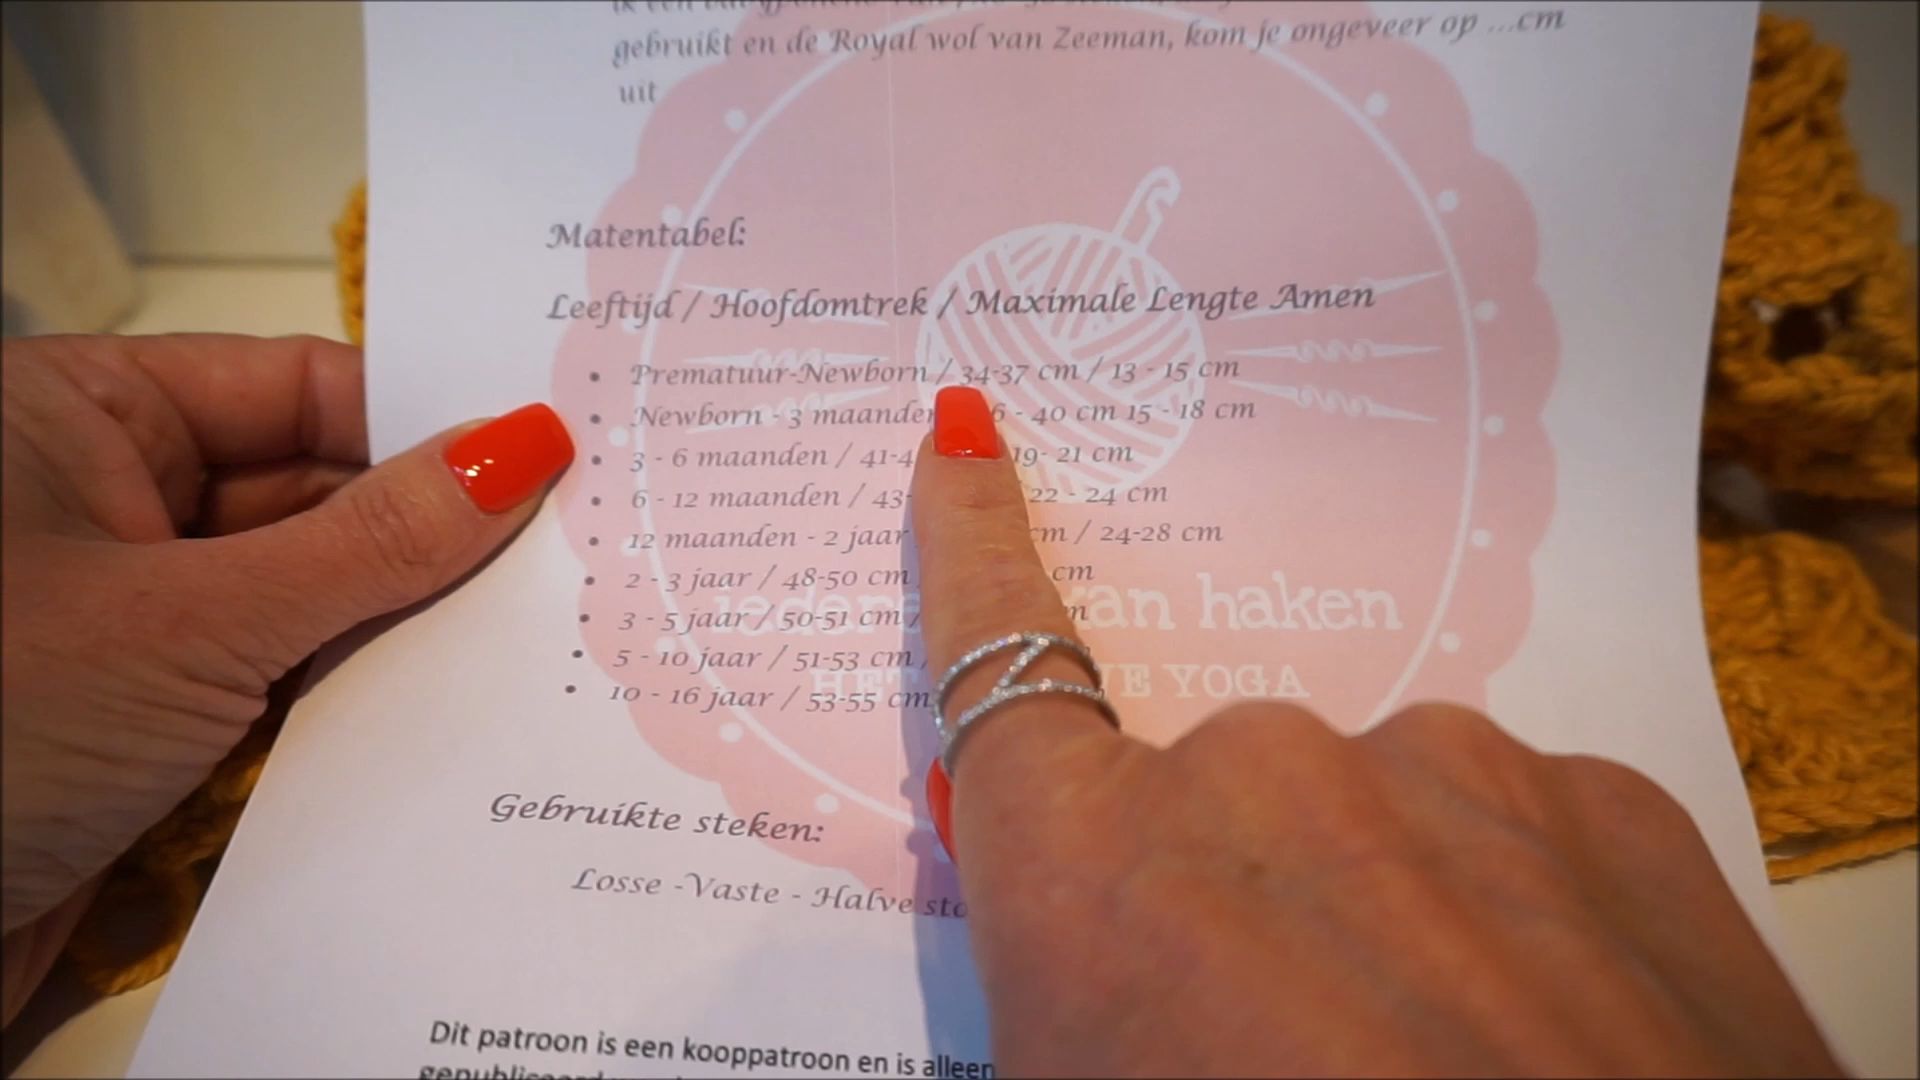 gebruikt en de Royal wol van Zeeman, kom je ongeveer op ...cm
uit
Matentabel:
Leeftijd / Hoofdomtrek / Maximale Lengte Amen
• Prematuur-Newborn / 34-37 cm / 13 - 15 cm
• Newborn - 3 maanden 6 - 40 cm 15 - 18 cm
• 3 - 6 maanden / 41-4 19- 21 cm
• 6 - 12 maanden / 43- 22 - 24 cm
• 12 maanden - 2 jaar cm / 24-28 cm
• 2 - 3 jaar / 48-50 cm cm
• 3 - 5 jaar / 50-51 cm /
• 5 - 10 jaar / 51-53 cm /
• 10 - 16 jaar / 53-55 cm
kan haken
YOGA
Gebruikte steken:
Losse -Vaste - Halve sto
Dit patroon is een kooppatroon en is alleen